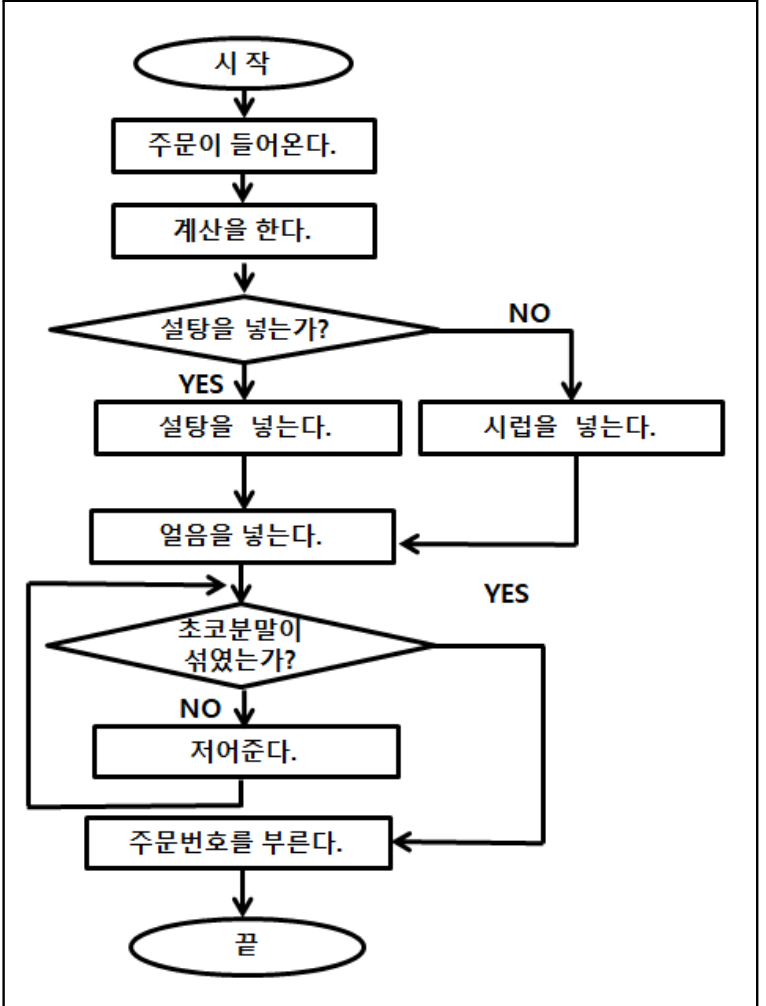 시 작
주문이 들어온다.
계산을 한다.
설탕을 넣는가?
NO
YES
설탕을 넣는다.
시럽을 넣는다.
얼음을 넣는다.
YES
초코분말이
섞였는가?
NO
저어준다.
주문번호를 부른다.
끝